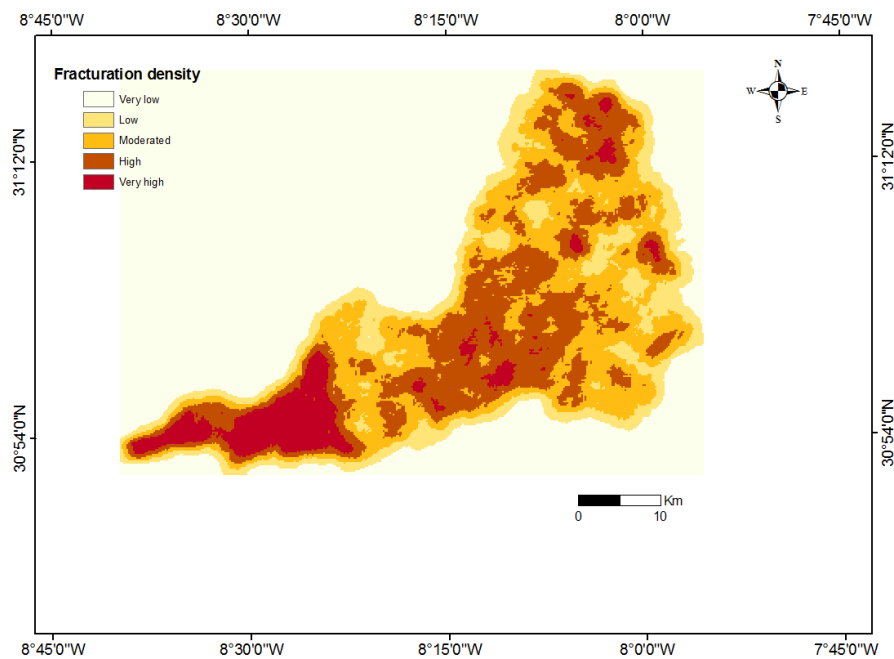 8°45'0"W 8°30'0"W 8°15'0"W 8°0'0"W 7°45'0"W
Fracturation density
Very low
Low
Moderated
High
Very high
N
W E
S
31°12'0"N 31°12'0"N
30°54'0"N 30°54'0"N
Km
0 10
8°45'0"W 8°30'0"W 8°15'0"W 8°0'0"W 7°45'0"W